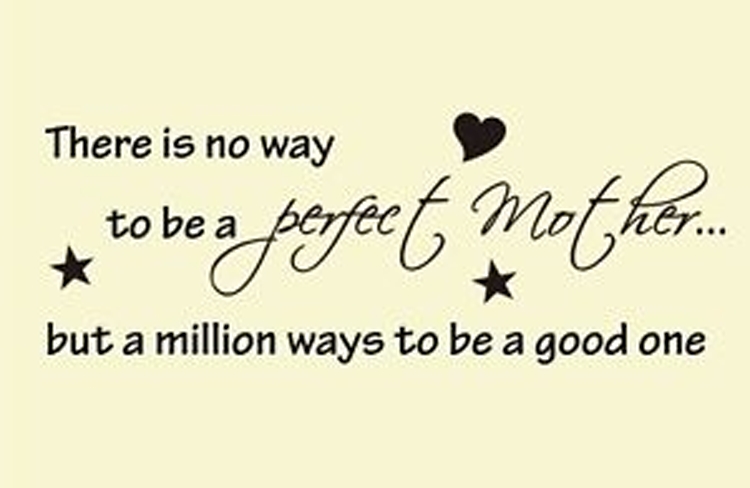 There is no way
to be a perfect Mother...
but a million ways to be a good one